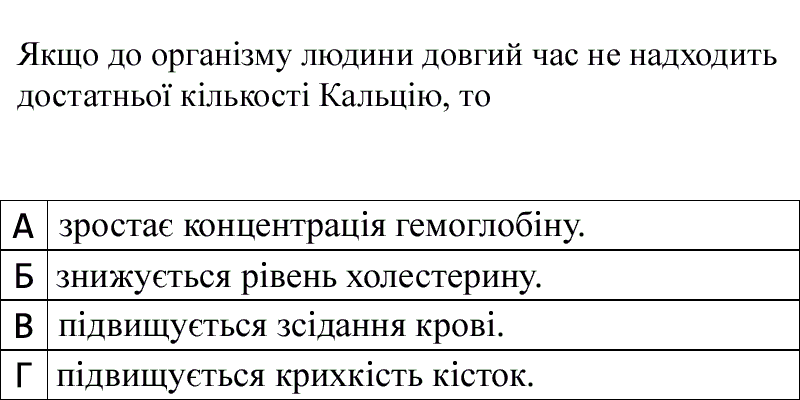 Якщо до організму людини довгий час не надходить
достатньої кількості Кальцію, то
А зростає концентрація гемоглобіну.
Б знижується рівень холестерину.
В підвищується зсідання крові.
Г підвищується крихкість кісток.